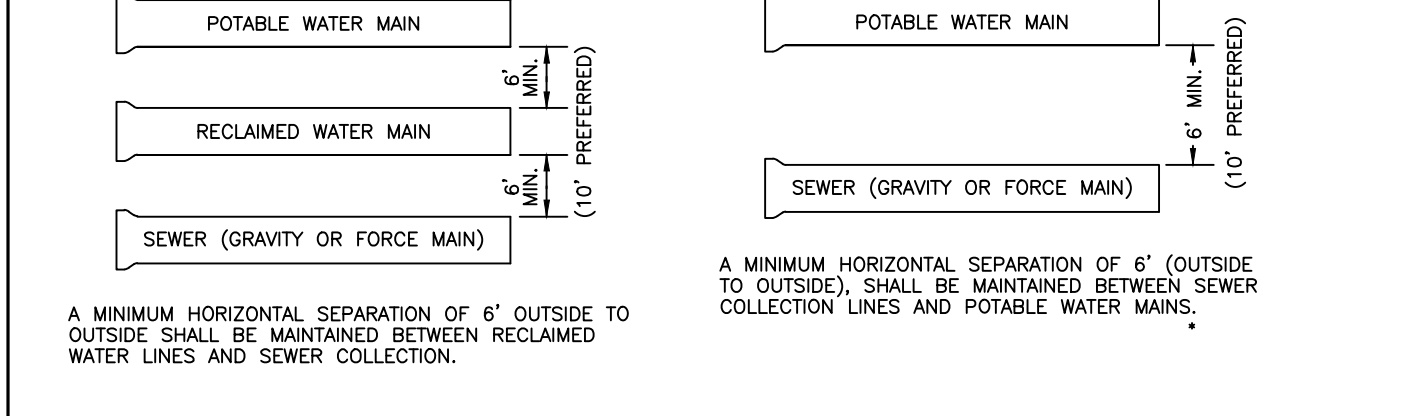 POTABLE WATER MAIN
6' MIN.
RECLAIMED WATER MAIN
6' MIN.
(10' PREFERRED)
SEWER (GRAVITY OR FORCE MAIN)
A MINIMUM HORIZONTAL SEPARATION OF 6' OUTSIDE TO
OUTSIDE SHALL BE MAINTAINED BETWEEN RECLAIMED
WATER LINES AND SEWER COLLECTION.
POTABLE WATER MAIN
6' MIN.
(10' PREFERRED)
SEWER (GRAVITY OR FORCE MAIN)
A MINIMUM HORIZONTAL SEPARATION OF 6' (OUTSIDE
TO OUTSIDE), SHALL BE MAINTAINED BETWEEN SEWER
COLLECTION LINES AND POTABLE WATER MAINS.
*